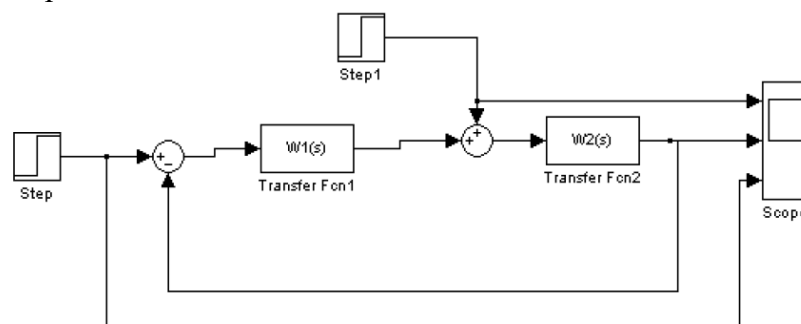 Step1
Step
W1(s)
Transfer Fcn1
W2(s)
Transfer Fcn2